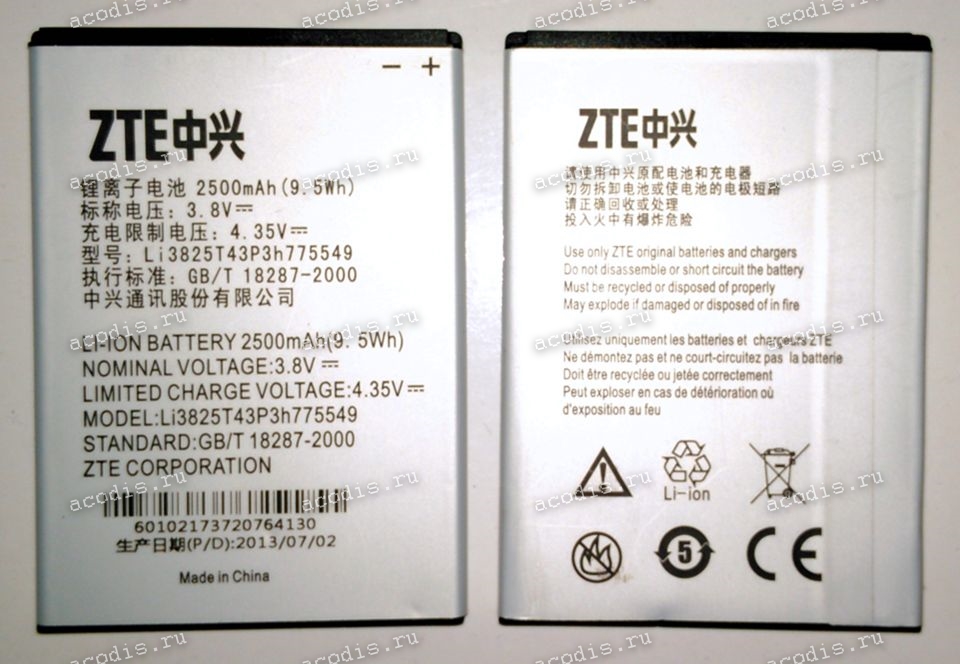 − +
ZTE中兴
锂离子电池 2500mAh(9.5Wh)
标称电压: 3.8V⎓
充电限制电压: 4.35V⎓
型号: Li3825T43P3h775549
执行标准: GB/T 18287-2000
中兴通讯股份有限公司
LI-ION BATTERY 2500mAh(9.5Wh)
NOMINAL VOLTAGE:3.8V⎓
LIMITED CHARGE VOLTAGE:4.35V⎓
MODEL:Li3825T43P3h775549
STANDARD:GB/T 18287-2000
ZTE CORPORATION
60102173720764130
生产日期(P/D):2013/07/02
Made in China
ZTE中兴
请使用中兴原配电池和充电器
切勿拆卸电池或使电池的电极短路
请正确回收或处理
投入火中有爆炸危险
Use only ZTE original batteries and chargers
Do not disassemble or short circuit the battery
Must be recycled or disposed of properly
May explode if damaged or disposed of in fire
Utilisez uniquement les batteries et chargeurs ZTE
Ne démontez pas et ne court-circuitez pas la batterie
Doit être recyclée ou jetée correctement
Peut exploser en cas de détérioration où
d'exposition au feu
Li-ion
5
CE
acodis.ru